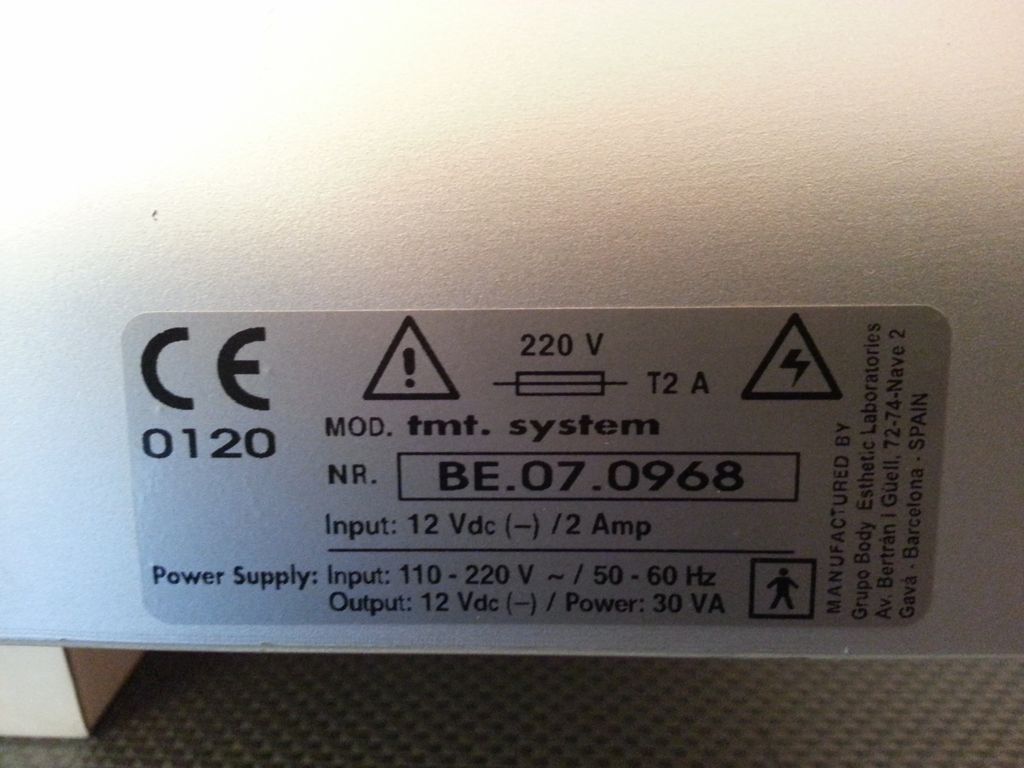 CE
0120
220 V
T2 A
MOD. tmt. system
NR. BE.07.0968
Input: 12 Vdc (–) / 2 Amp
Power Supply: Input: 110 - 220 V ~ / 50 - 60 Hz
Output: 12 Vdc (–) / Power: 30 VA
MANUFACTURED BY
Grupo Body Esthetic Laboratories
Av. Bertrán i Güell, 72-74-Nave 2
Gavà - Barcelona - SPAIN